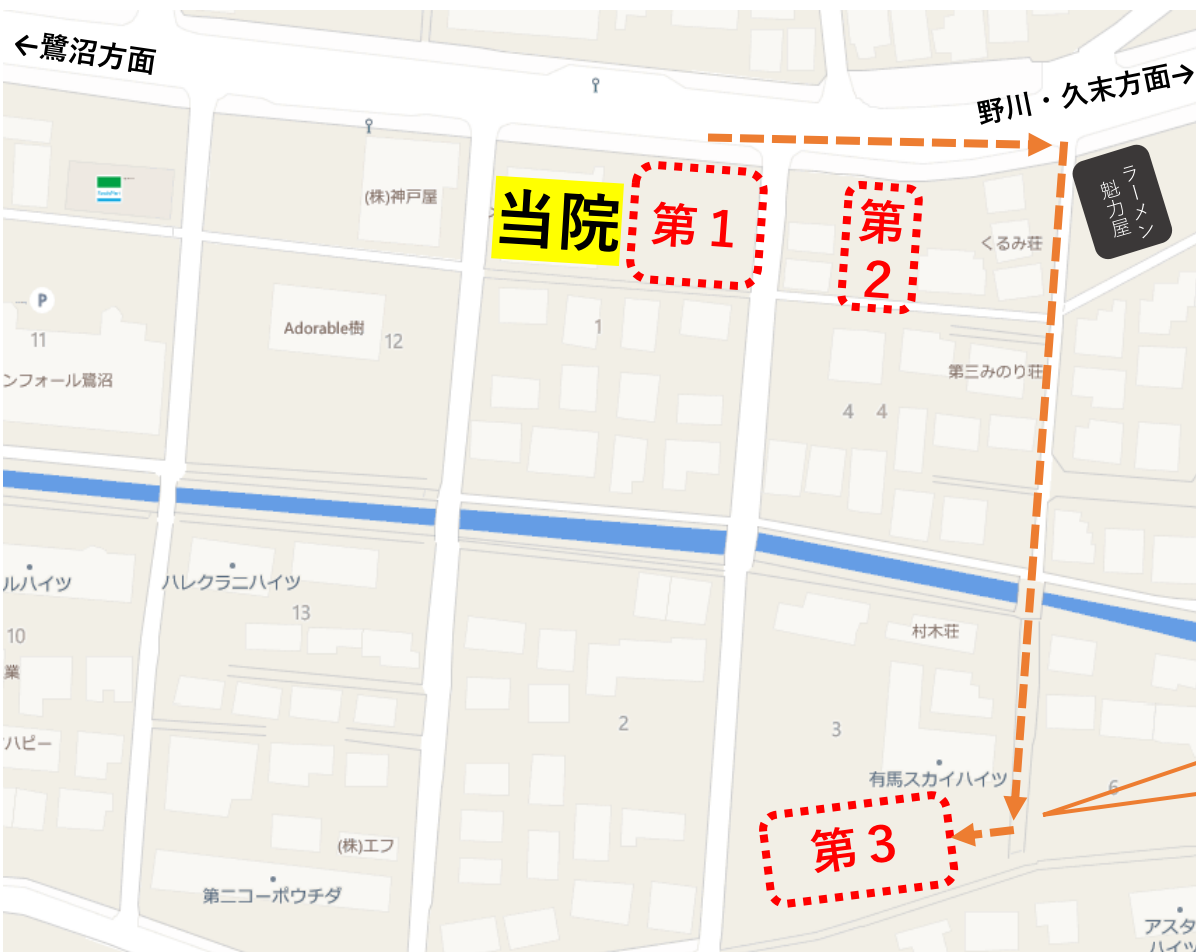 ←鷺沼方面
野川・久末方面→
ラーメン
魁力屋
(株)神戸屋
FamilyMart
当院
第１
第
２
くるみ荘
P
11
Adorable樹
12
1
ンフォール鷺沼
第三みのり荘
4 4
ルハイツ
ハレクラニハイツ
13
10
業
村木荘
2
3
ハピー
有馬スカイハイツ
6
(株)エフ
第３
第二コーポウチダ
アスタ
ハイツ